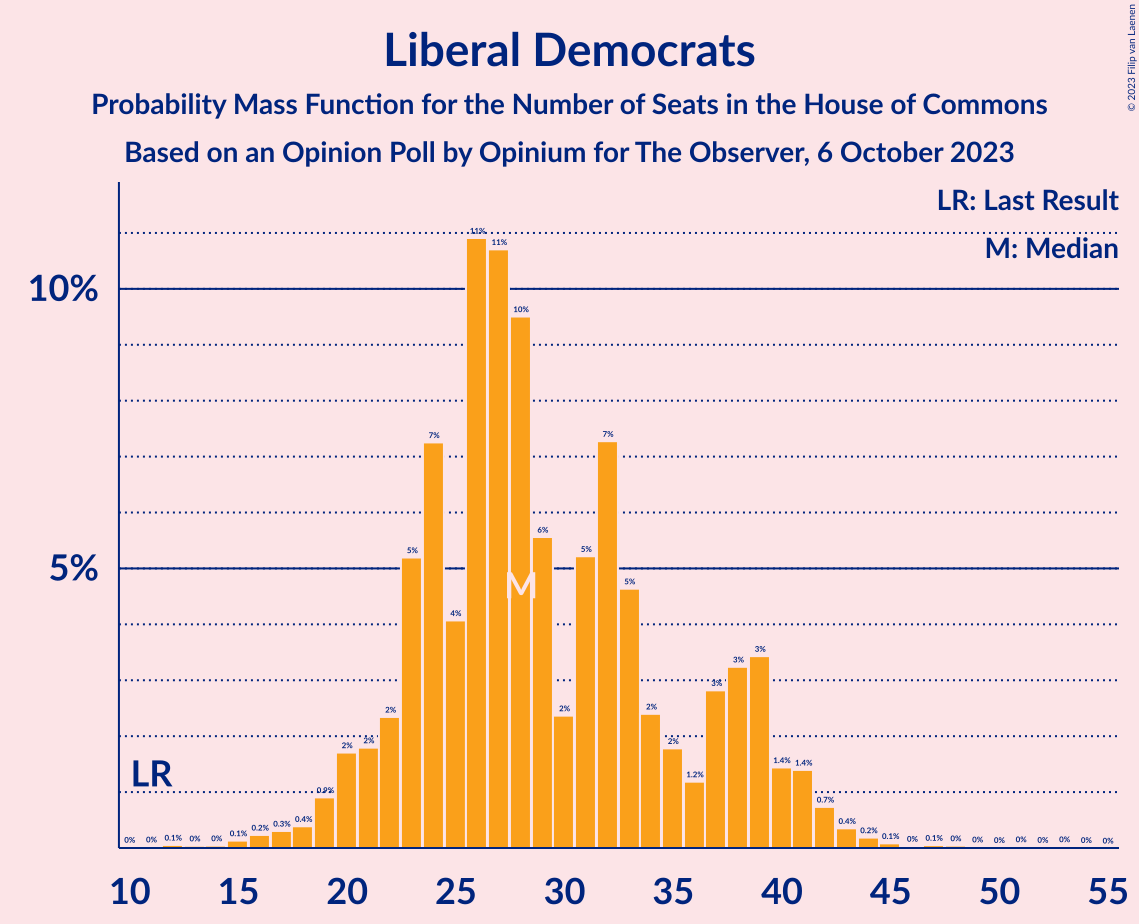 Liberal Democrats
Probability Mass Function for the Number of Seats in the House of Commons
Based on an Opinion Poll by Opinium for The Observer, 6 October 2023
© 2023 Filip van Laenen
LR: Last Result
M: Median
10%
5%
LR
M
0% 0% 0.1% 0% 0% 0.1% 0.2% 0.3% 0.4% 0.9% 2% 2% 2% 5% 7% 4% 11% 11% 10% 6% 2% 5% 7% 5% 2% 2% 1.2% 3% 3% 3% 1.4% 1.4% 0.7% 0.4% 0.2% 0.1% 0% 0.1% 0% 0% 0% 0% 0% 0% 0% 0%
10 15 20 25 30 35 40 45 50 55